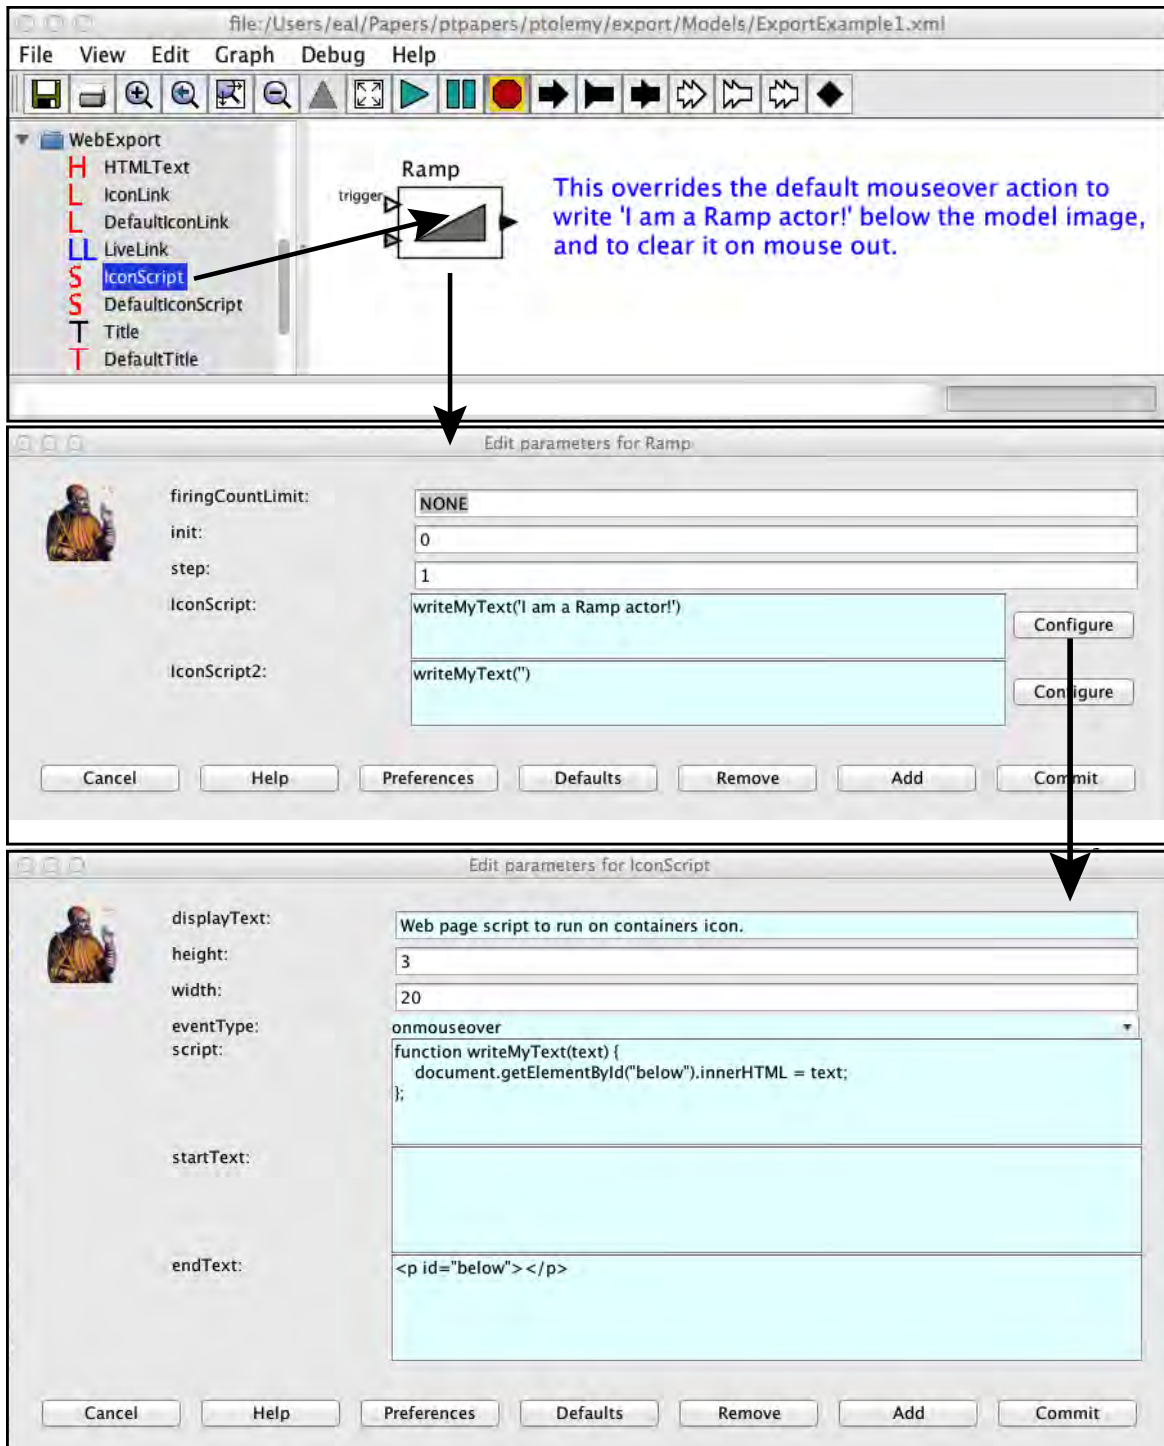 file:/Users/eal/Papers/ptpapers/ptolemy/export/Models/ExportExample1.xml
File View Edit Graph Debug Help
WebExport
H HTMLText
L IconLink
L DefaultIconLink
LL LiveLink
S IconScript
S DefaultIconScript
T Title
T DefaultTitle
Ramp
trigger
This overrides the default mouseover action to
write 'I am a Ramp actor!' below the model image,
and to clear it on mouse out.
Edit parameters for Ramp
firingCountLimit: NONE
init: 0
step: 1
IconScript: writeMyText('I am a Ramp actor!') Configure
IconScript2: writeMyText('') Configure
Cancel Help Preferences Defaults Remove Add Commit
Edit parameters for IconScript
displayText: Web page script to run on containers icon.
height: 3
width: 20
eventType: onmouseover
script: function writeMyText(text) {
document.getElementById("below").innerHTML = text;
};
startText:
endText: <p id="below"></p>
Cancel Help Preferences Defaults Remove Add Commit